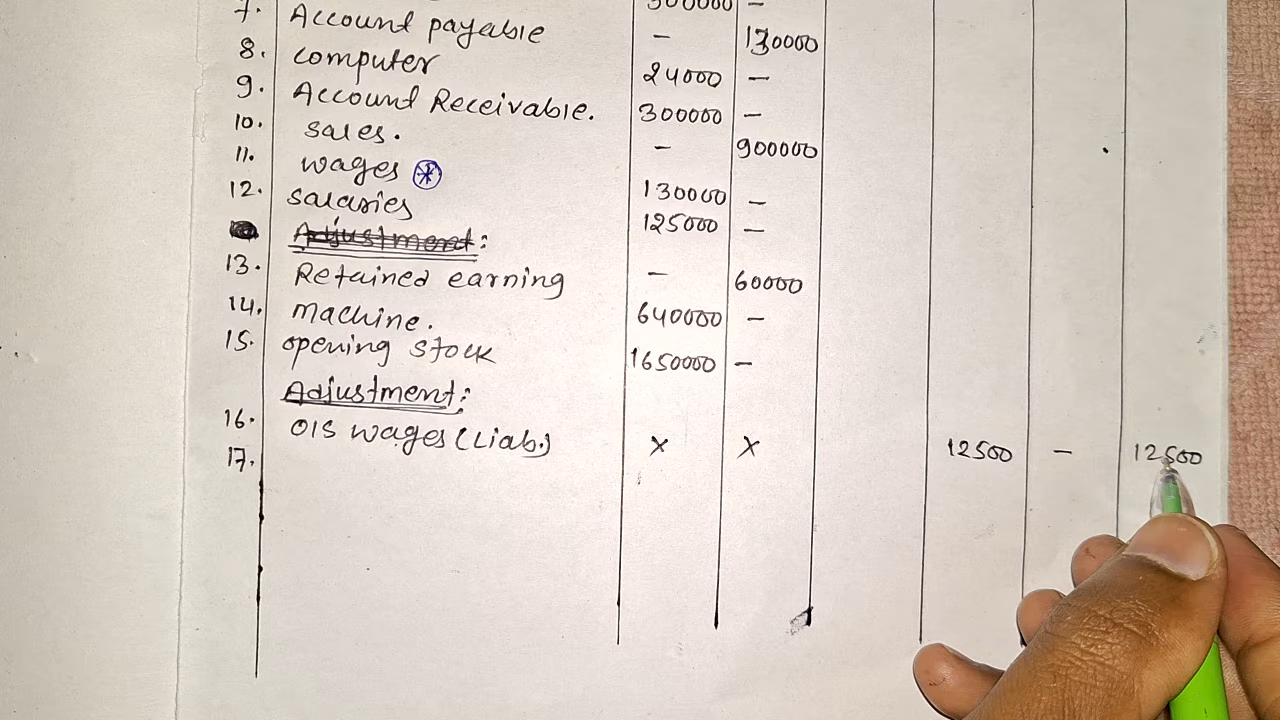 7. Account payable 300000 –
8. computer – 130000
9. Account Receivable. 24000 –
10. sales. 300000 –
11. wages * – 900000
12. salaries 130000 –
Adjustment: 125000 –
13. Retained earning – 60000
14. machine. 640000 –
15. opening stock 1650000 –
Adjustment:
16. O/S wages (Liab.) × × 12500 – 12500
17.